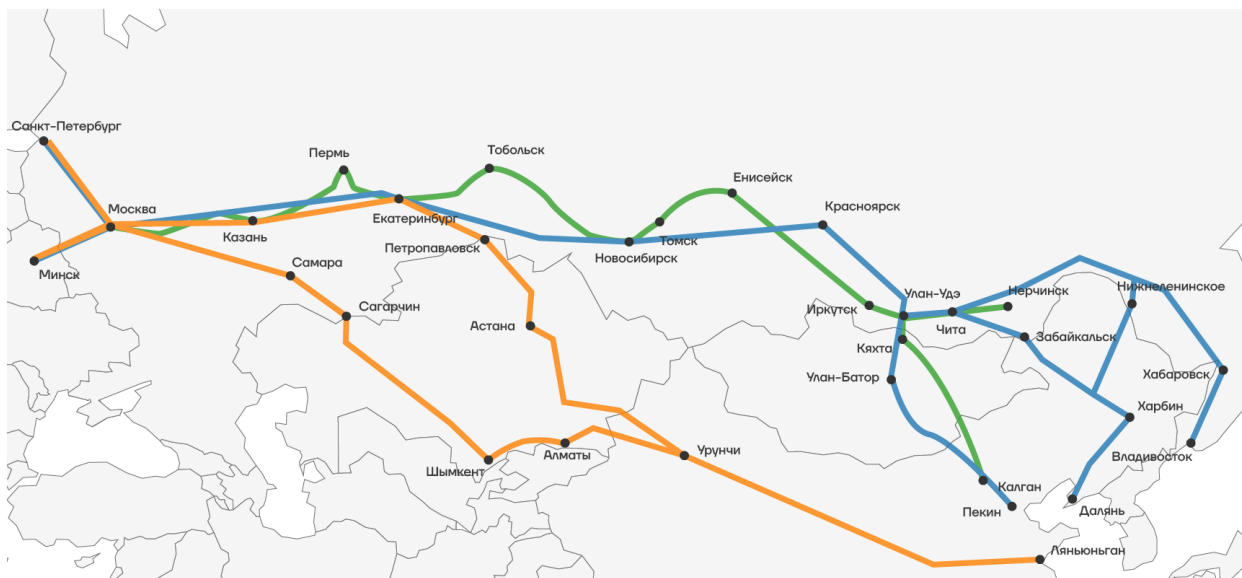 Санкт-Петербург
Пермь
Тобольск
Енисейск
Москва
Казань
Екатеринбург
Красноярск
Томск
Новосибирск
Петропавловск
Минск
Самара
Сагарчин
Астана
Иркутск
Улан-Удэ
Нерчинск
Нижнеленинское
Чита
Забайкальск
Кяхта
Улан-Батор
Хабаровск
Харбин
Владивосток
Шымкент
Алматы
Урунчи
Калган
Пекин
Далянь
Ляньюньган